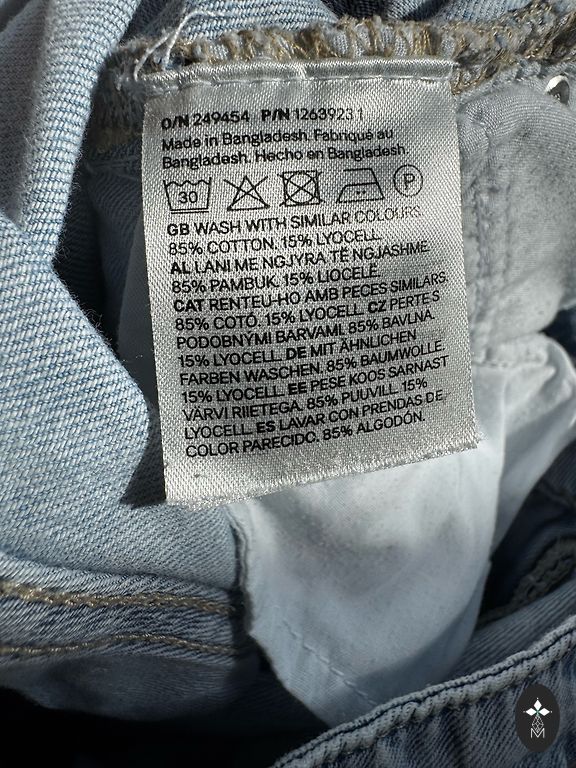 O/N 249454 P/N 1263923 1
Made in Bangladesh. Fabriqué au
Bangladesh. Hecho en Bangladesh.
30 P
GB WASH WITH SIMILAR COLOURS.
85% COTTON. 15% LYOCELL.
AL LANI ME NGJYRA TË NGJASHME.
85% PAMBUK. 15% LIOCELE.
CAT RENTEU-HO AMB PECES SIMILARS.
85% COTÓ. 15% LYOCELL. CZ PERTE S
PODOBNÝMI BARVAMI. 85% BAVLNA.
15% LYOCELL. DE MIT ÄHNLICHEN
FARBEN WASCHEN. 85% BAUMWOLLE.
15% LYOCELL. EE PESE KOOS SARNAST
VÄRVI RIIETEGA. 85% PUUVILL. 15%
LYOCELL. ES LAVAR CON PRENDAS DE
COLOR PARECIDO. 85% ALGODÓN.
M